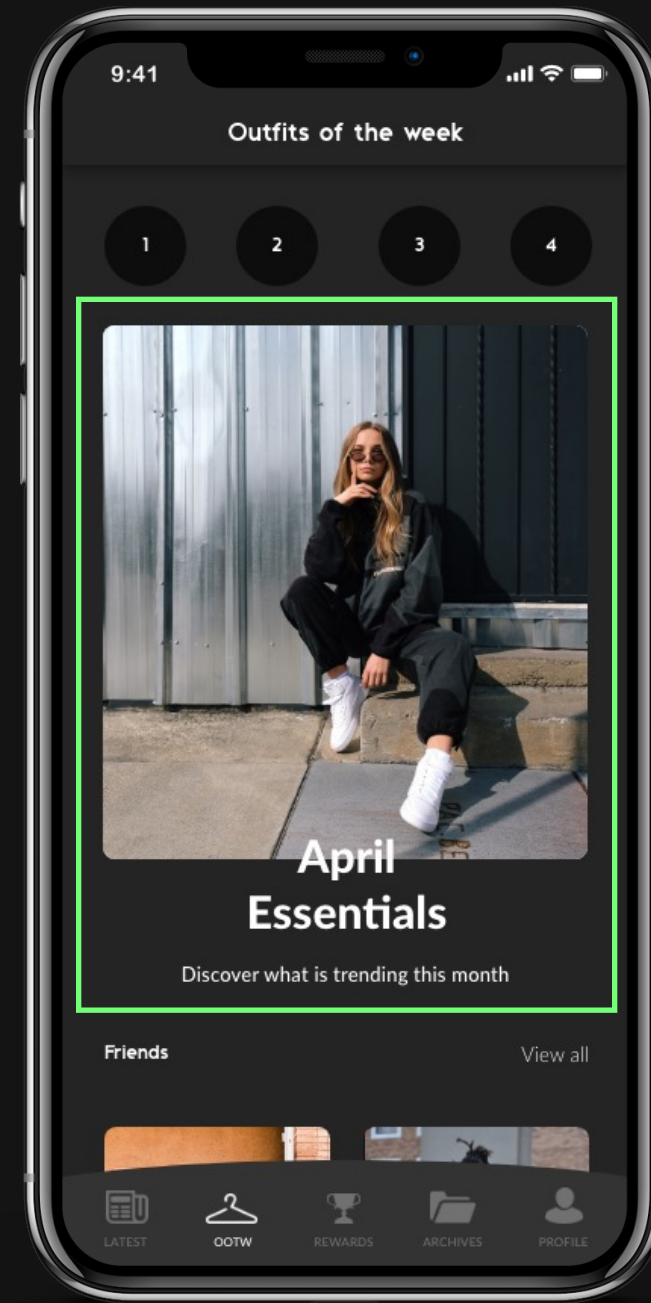 9:41
Outfits of the week
1 2 3 4
April
Essentials
Discover what is trending this month
Friends View all
LATEST OOTW REWARDS ARCHIVES PROFILE